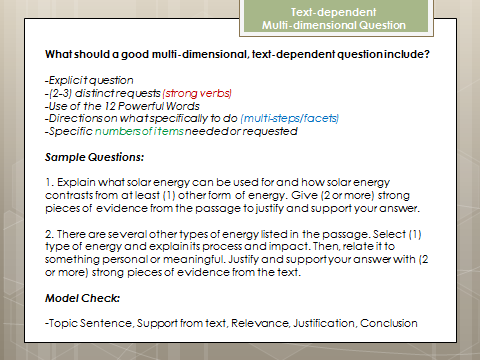 Text-dependent
Multi-dimensional Question
What should a good multi-dimensional, text-dependent question include?
-Explicit question
-(2-3) distinct requests (strong verbs)
-Use of the 12 Powerful Words
-Directions on what specifically to do (multi-steps/facets)
-Specific numbers of items needed or requested
Sample Questions:
1. Explain what solar energy can be used for and how solar energy
contrasts from at least (1) other form of energy. Give (2 or more) strong
pieces of evidence from the passage to justify and support your answer.
2. There are several other types of energy listed in the passage. Select (1)
type of energy and explain its process and impact. Then, relate it to
something personal or meaningful. Justify and support your answer with (2
or more) strong pieces of evidence from the text.
Model Check:
-Topic Sentence, Support from text, Relevance, Justification, Conclusion